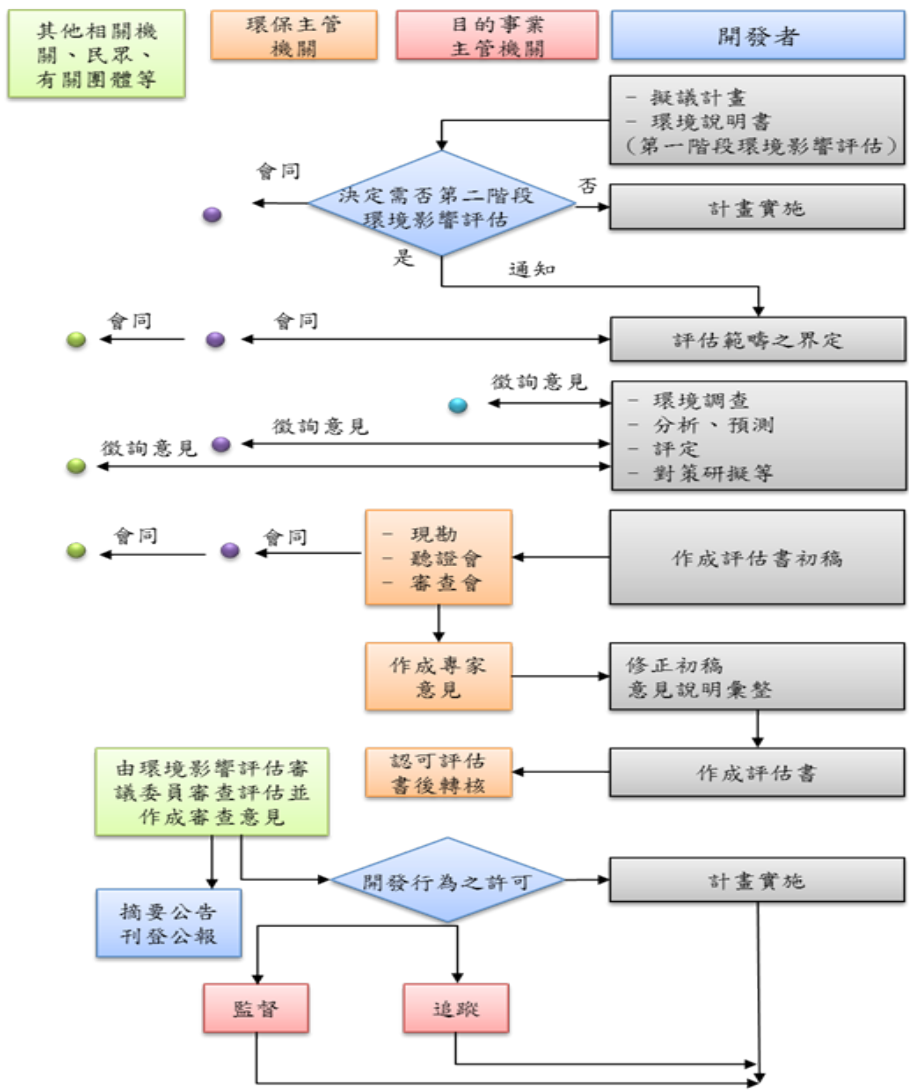 其他相關機
關、民眾、
有關團體等
環保主管
機關
目的事業
主管機關
開發者
- 擬議計畫
- 環境說明書
(第一階段環境影響評估)
會同
決定需否第二階段
環境影響評估
否
計畫實施
是
通知
會同
會同
評估範疇之界定
徵詢意見
徵詢意見
徵詢意見
- 環境調查
- 分析、預測
- 評定
- 對策研擬等
會同
會同
- 現勘
- 聽證會
- 審查會
作成評估書初稿
作成專家
意見
修正初稿
意見說明彙整
由環境影響評估審
議委員審查評估並
作成審查意見
認可評估
書後轉核
作成評估書
開發行為之許可
計畫實施
摘要公告
刊登公報
監督
追蹤